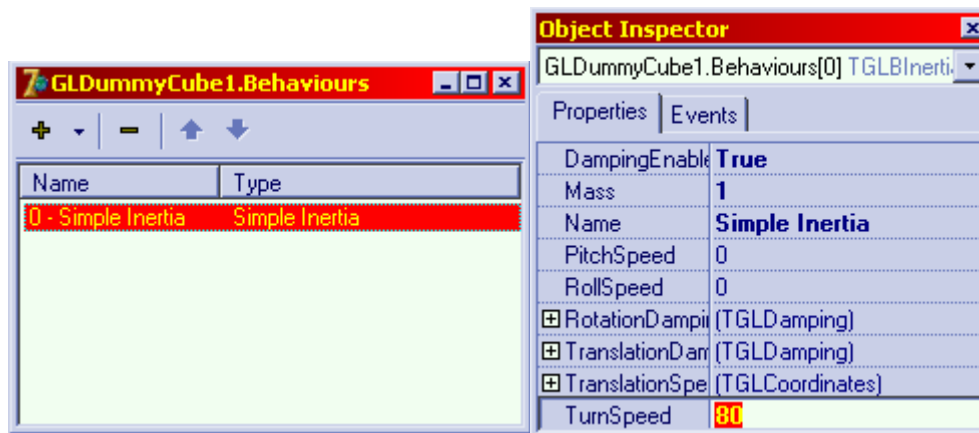 GLDummyCube1.Behaviours
Name Type
0 - Simple Inertia Simple Inertia
Object Inspector
GLDummyCube1.Behaviours[0] TGLBInerti
Properties Events
DampingEnable True
Mass 1
Name Simple Inertia
PitchSpeed 0
RollSpeed 0
RotationDampi (TGLDamping)
TranslationDam (TGLDamping)
TranslationSpe (TGLCoordinates)
TurnSpeed 80